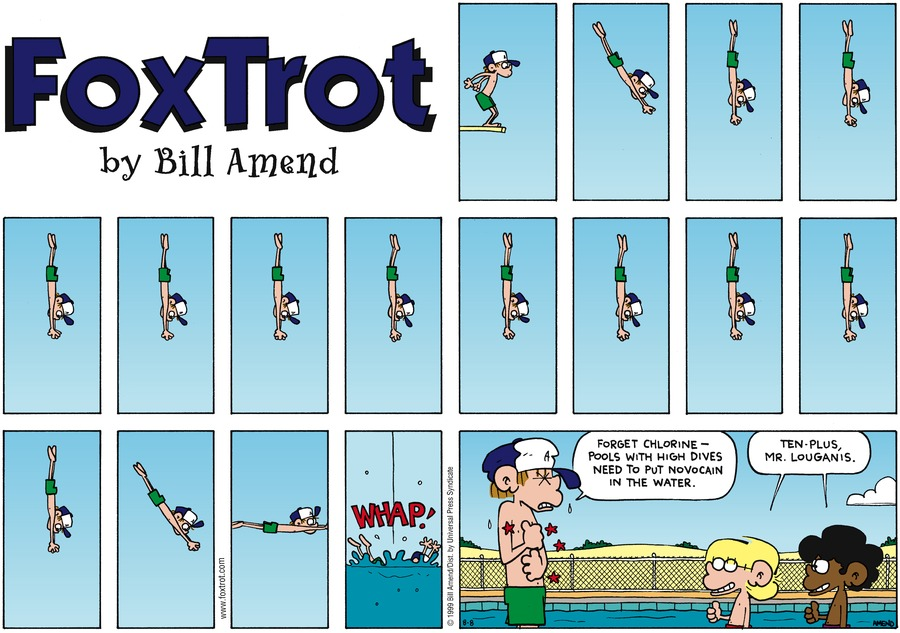 FoxTrot
by Bill Amend
www.foxtrot.com
WHAP!
© 1999 Bill Amend/Dist. by Universal Press Syndicate
A
FORGET CHLORINE —
POOLS WITH HIGH DIVES
NEED TO PUT NOVOCAIN
IN THE WATER.
TEN-PLUS,
MR. LOUGANIS.
8-8
AMEND